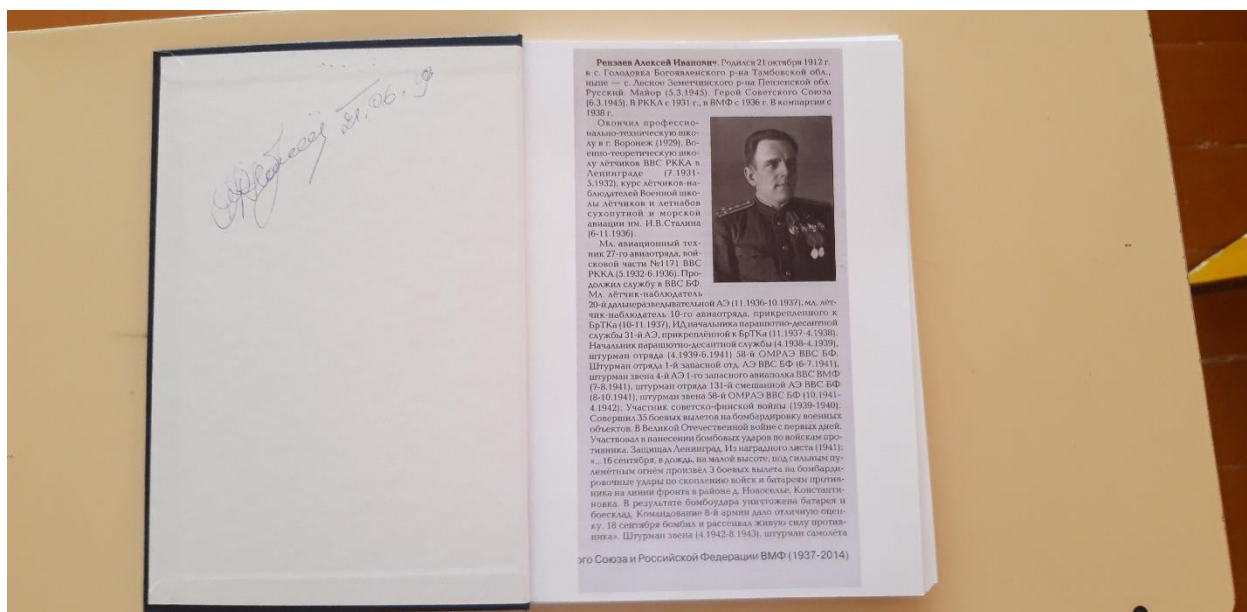 21.06.19
Рензаев Алексей Иванович. Родился 21 октября 1912 г.
в с. Голодовка Богоявленского р-на Тамбовской обл.,
ныне — с. Лесное Земетчинского р-на Пензенской обл.
Русский. Майор (5.3.1945). Герой Советского Союза
(6.3.1945). В РККА с 1931 г., в ВМФ с 1936 г. В компартии с
1938 г.
Окончил профессио-
нально-техническую шко-
лу в г. Воронеж (1929), Во-
енно-теоретическую шко-
лу лётчиков ВВС РККА в
Ленинграде (7.1931-
5.1932), курс лётчиков-на-
блюдателей Военной шко-
лы лётчиков и летнабов
сухопутной и морской
авиации им. И.В.Сталина
(6-11.1936).
Мл. авиационный тех-
ник 27-го авиаотряда, вой-
сковой части №1171 ВВС
РККА (5.1932-6.1936). Про-
должил службу в ВВС БФ.
Мл. лётчик-наблюдатель
20-й дальнеразведывательной АЭ (11.1936-10.1937), мл. лёт-
чик-наблюдатель 10-го авиаотряда, прикрепленного к
БрТКа (10-11.1937), ИД начальника парашютно-десантной
службы 31-й АЭ, прикреплённой к БрТКа (11.1937-4.1938).
Начальник парашютно-десантной службы (4.1938-4.1939),
штурман отряда (4.1939-6.1941) 58-й ОМРАЭ ВВС БФ.
Штурман отряда 1-й запасной отд. АЭ ВВС БФ (6-7.1941),
штурман звена 4-й АЭ 1-го запасного авиаполка ВВС ВМФ
(7-8.1941), штурман отряда 131-й смешанной АЭ ВВС БФ
(8-10.1941), штурман звена 58-й ОМРАЭ ВВС БФ (10.1941-
4.1942). Участник советско-финской войны (1939-1940).
Совершил 35 боевых вылетов на бомбардировку военных
объектов. В Великой Отечественной войне с первых дней.
Участвовал в нанесении бомбовых ударов по войскам про-
тивника. Защищал Ленинград. Из наградного листа (1941):
«...16 сентября, в дождь, на малой высоте, под сильным пу-
лемётным огнём произвёл 3 боевых вылета на бомбарди-
ровочные удары по скоплению войск и батареям против-
ника на линии фронта в районе д. Новоселье, Константи-
новка. В результате бомбоудара уничтожена батарея и
боесклад. Командование 8-й армии дало отличную оцен-
ку. 18 сентября бомбил и рассеивал живую силу против-
ника». Штурман звена (4.1942-8.1943), штурман самолёта
ого Союза и Российской Федерации ВМФ (1937-2014)